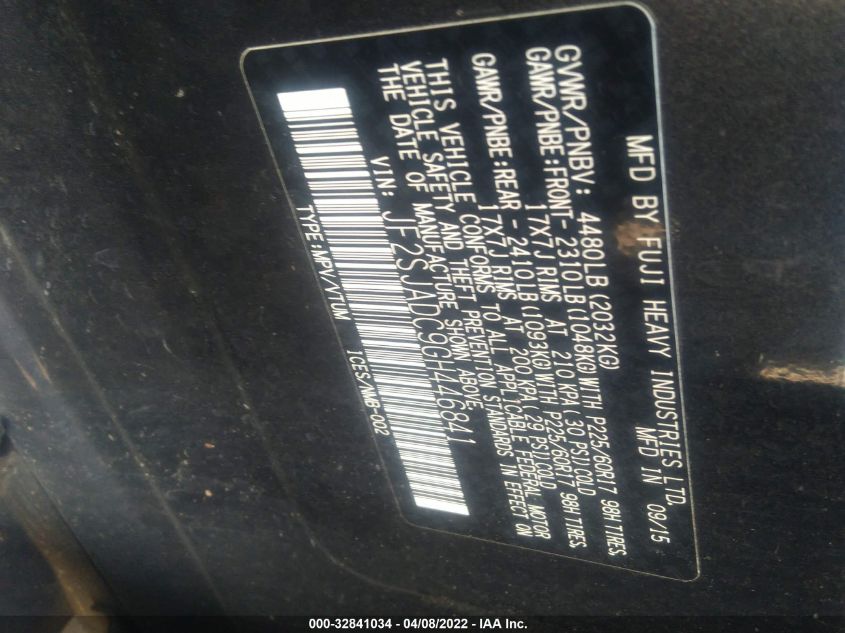 MFD BY FUJI HEAVY INDUSTRIES LTD.
MFD IN 09/15
GVWR/PNBV: 4480LB (2032KG)
GAWR/PNBE:FRONT-2310LB(1048KG)WITH P225/60R17 98H TIRES
17X7J RIMS AT 210 KPA (30 PSI)COLD
GAWR/PNBE:REAR - 2410LB(1093KG)WITH P225/60R17 98H TIRES
17X7J RIMS AT 200 KPA (29 PSI)COLD
THIS VEHICLE CONFORMS TO ALL APPLICABLE FEDERAL MOTOR
VEHICLE SAFETY AND THEFT PREVENTION STANDARDS IN EFFECT ON
THE DATE OF MANUFACTURE SHOWN ABOVE
VIN: JF2SJADC9GH446841
TYPE:MPV/VTUM ICES/NMB-002
000-32841034 - 04/08/2022 - IAA Inc.